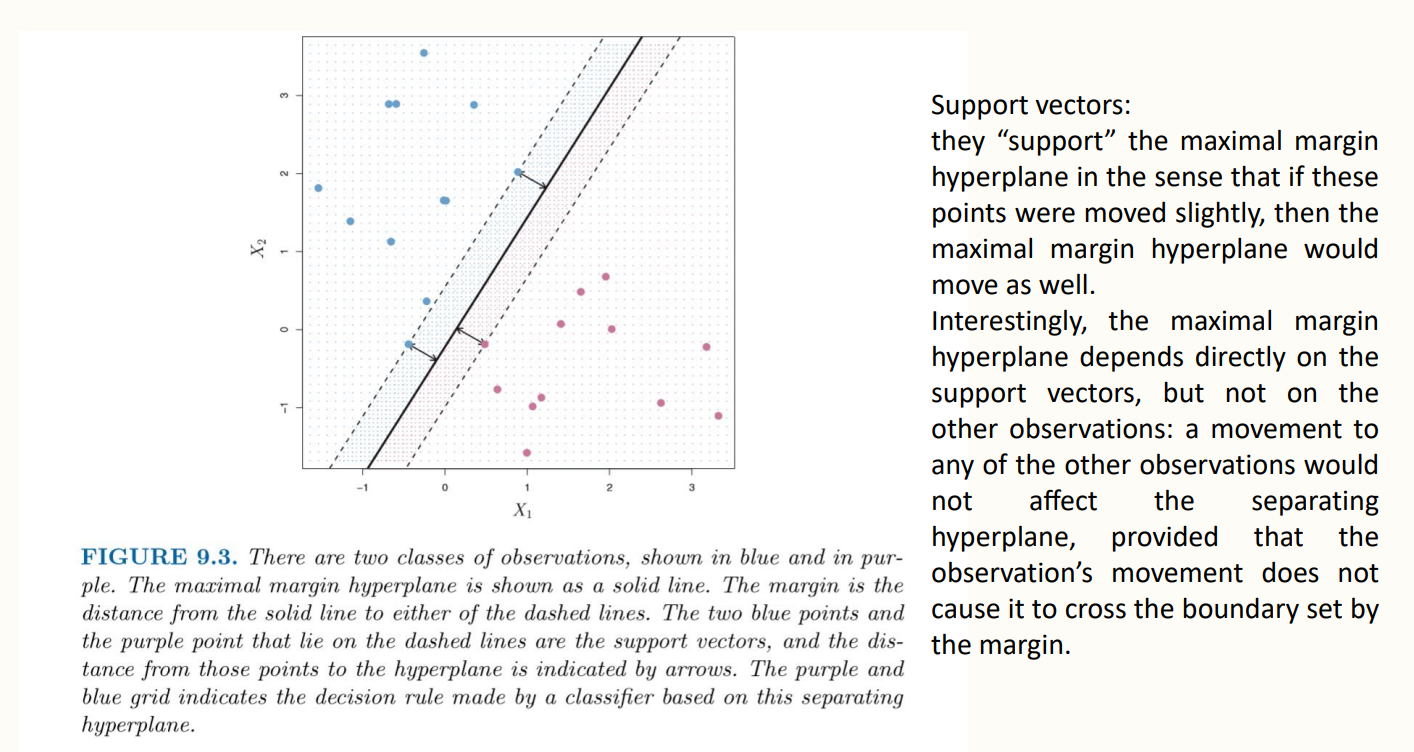 3
2
1
0
−1
X2
−1
0
1
2
3
X1
FIGURE 9.3. There are two classes of observations, shown in blue and in pur-
ple. The maximal margin hyperplane is shown as a solid line. The margin is the
distance from the solid line to either of the dashed lines. The two blue points and
the purple point that lie on the dashed lines are the support vectors, and the dis-
tance from those points to the hyperplane is indicated by arrows. The purple and
blue grid indicates the decision rule made by a classifier based on this separating
hyperplane.
Support vectors:
they “support” the maximal margin
hyperplane in the sense that if these
points were moved slightly, then the
maximal margin hyperplane would
move as well.
Interestingly, the maximal margin
hyperplane depends directly on the
support vectors, but not on the
other observations: a movement to
any of the other observations would
not affect the separating
hyperplane, provided that the
observation’s movement does not
cause it to cross the boundary set by
the margin.